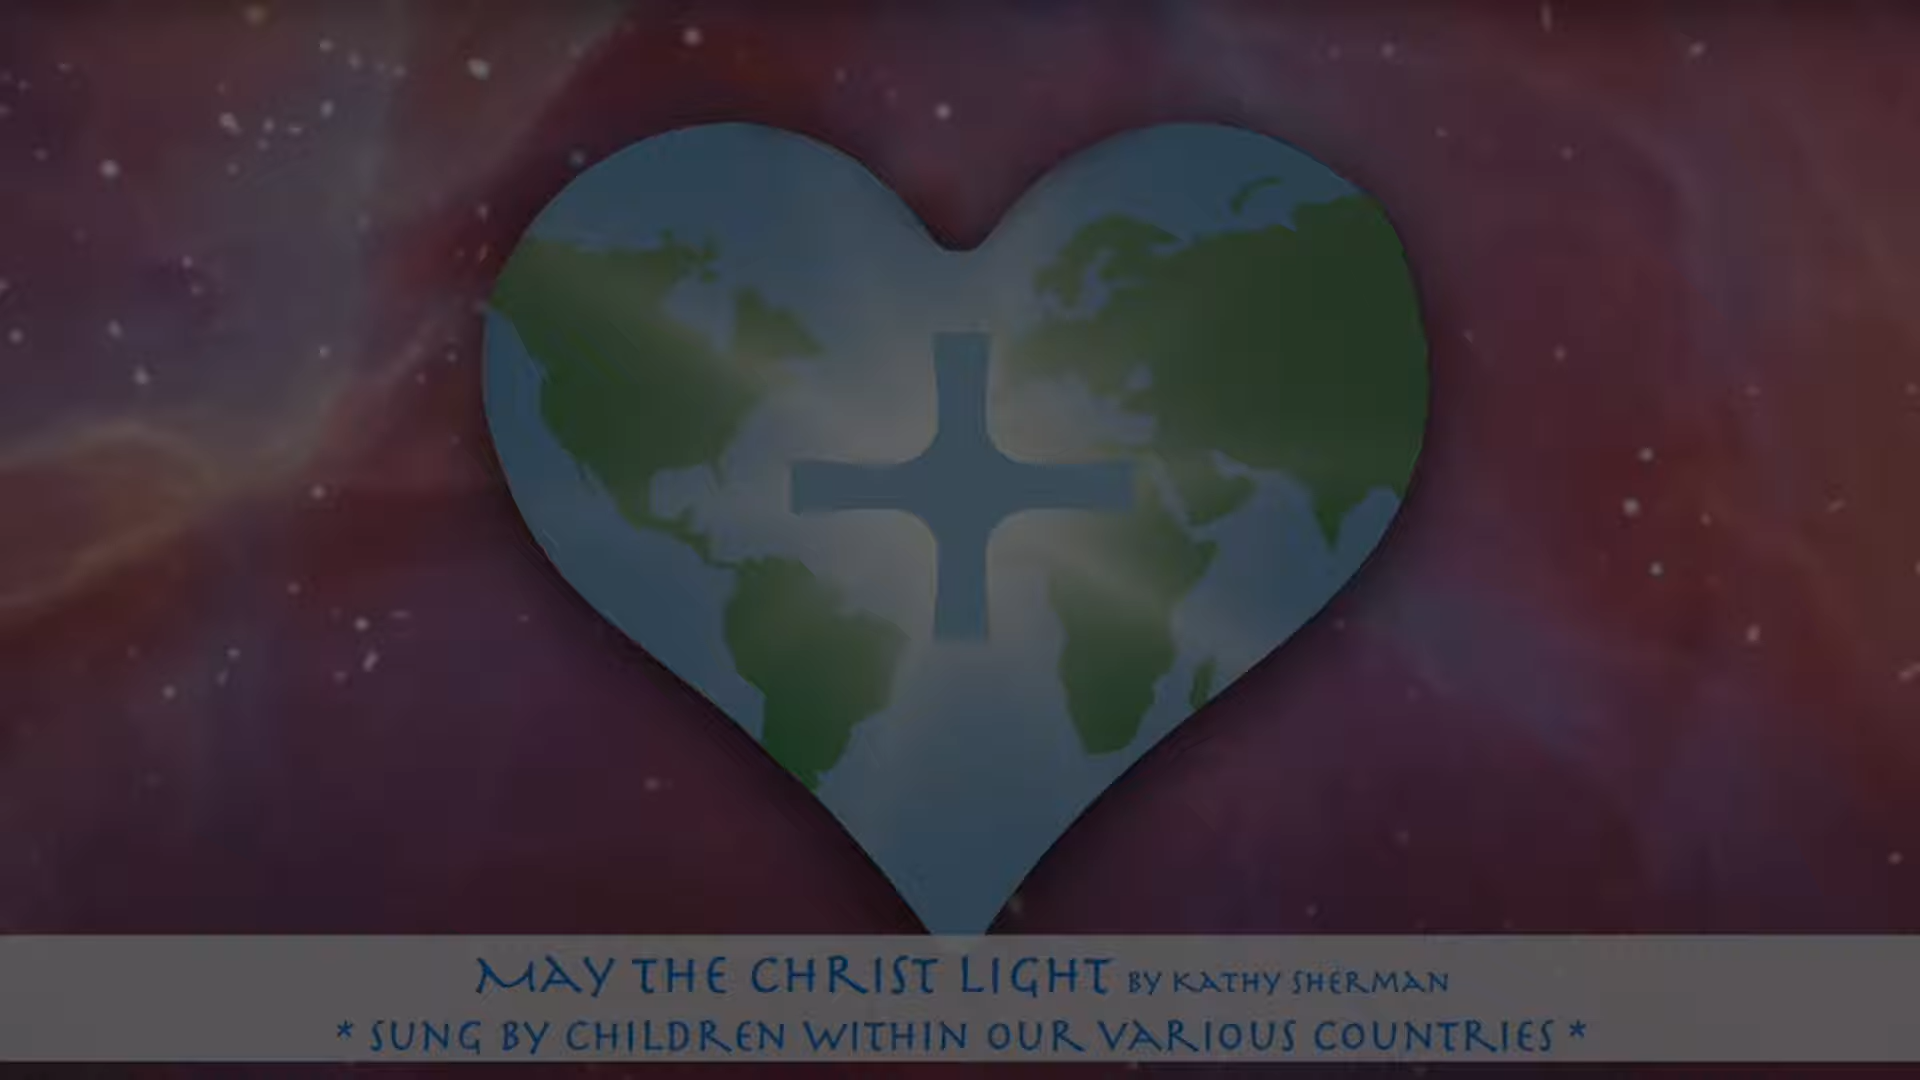 MAY THE CHRIST LIGHT BY KATHY SHERMAN
* SUNG BY CHILDREN WITHIN OUR VARIOUS COUNTRIES *